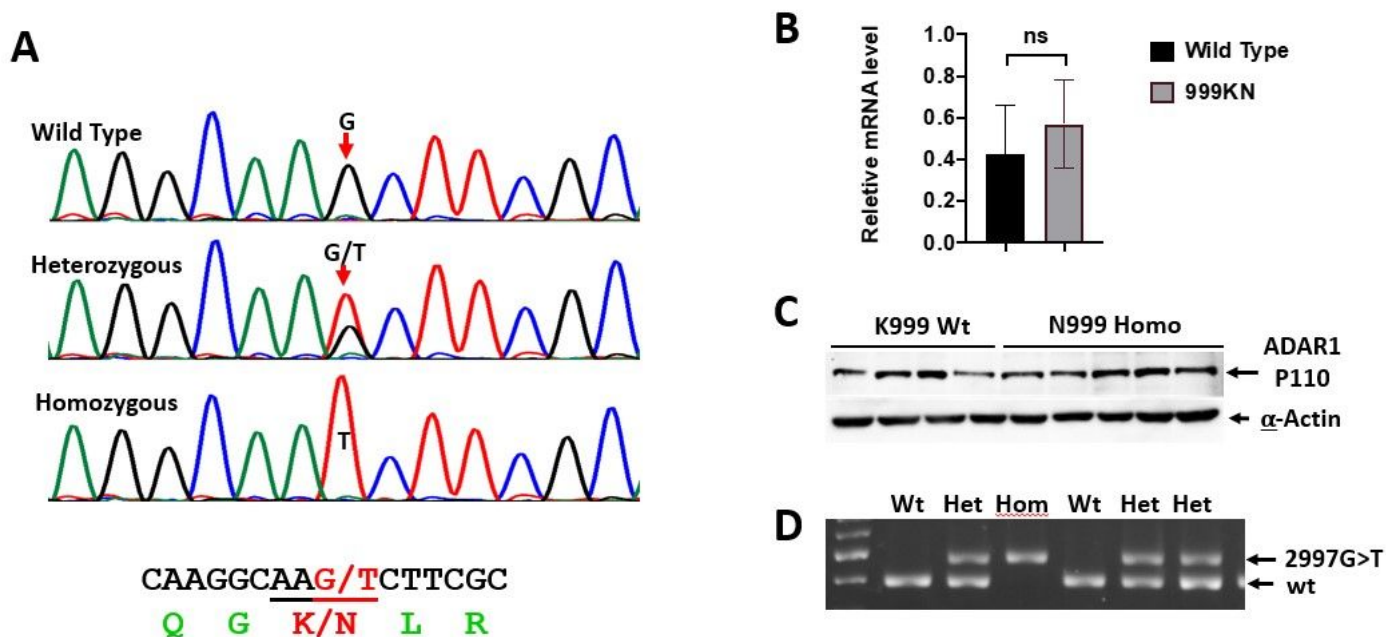 A
Wild Type
G
Heterozygous
G/T
Homozygous
T
CAAGGCAAG/TCTTCGC
Q G K/N L R
B
Reletive mRNA level
1.0
0.8
0.6
0.4
0.2
0.0
ns
Wild Type
999KN
C
K999 Wt N999 Homo
ADAR1
P110
α-Actin
D
Wt Het Hom Wt Het Het
2997G>T
wt